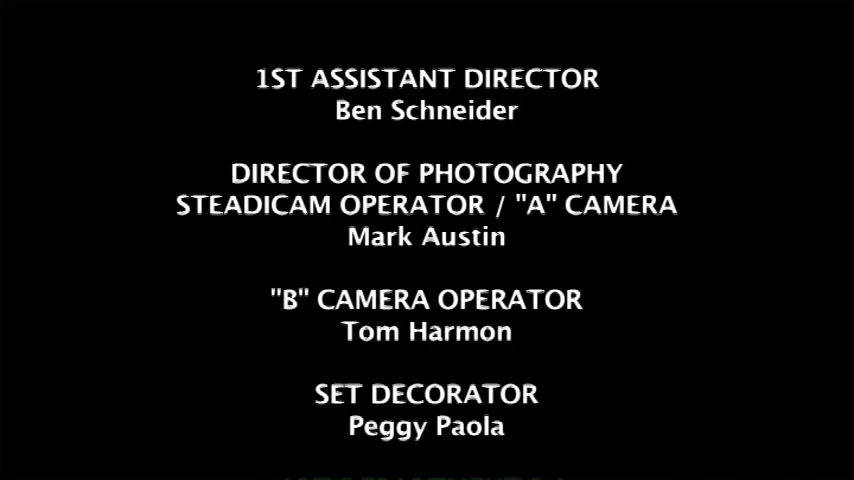 1ST ASSISTANT DIRECTOR
Ben Schneider
DIRECTOR OF PHOTOGRAPHY
STEADICAM OPERATOR / "A" CAMERA
Mark Austin
"B" CAMERA OPERATOR
Tom Harmon
SET DECORATOR
Peggy Paola